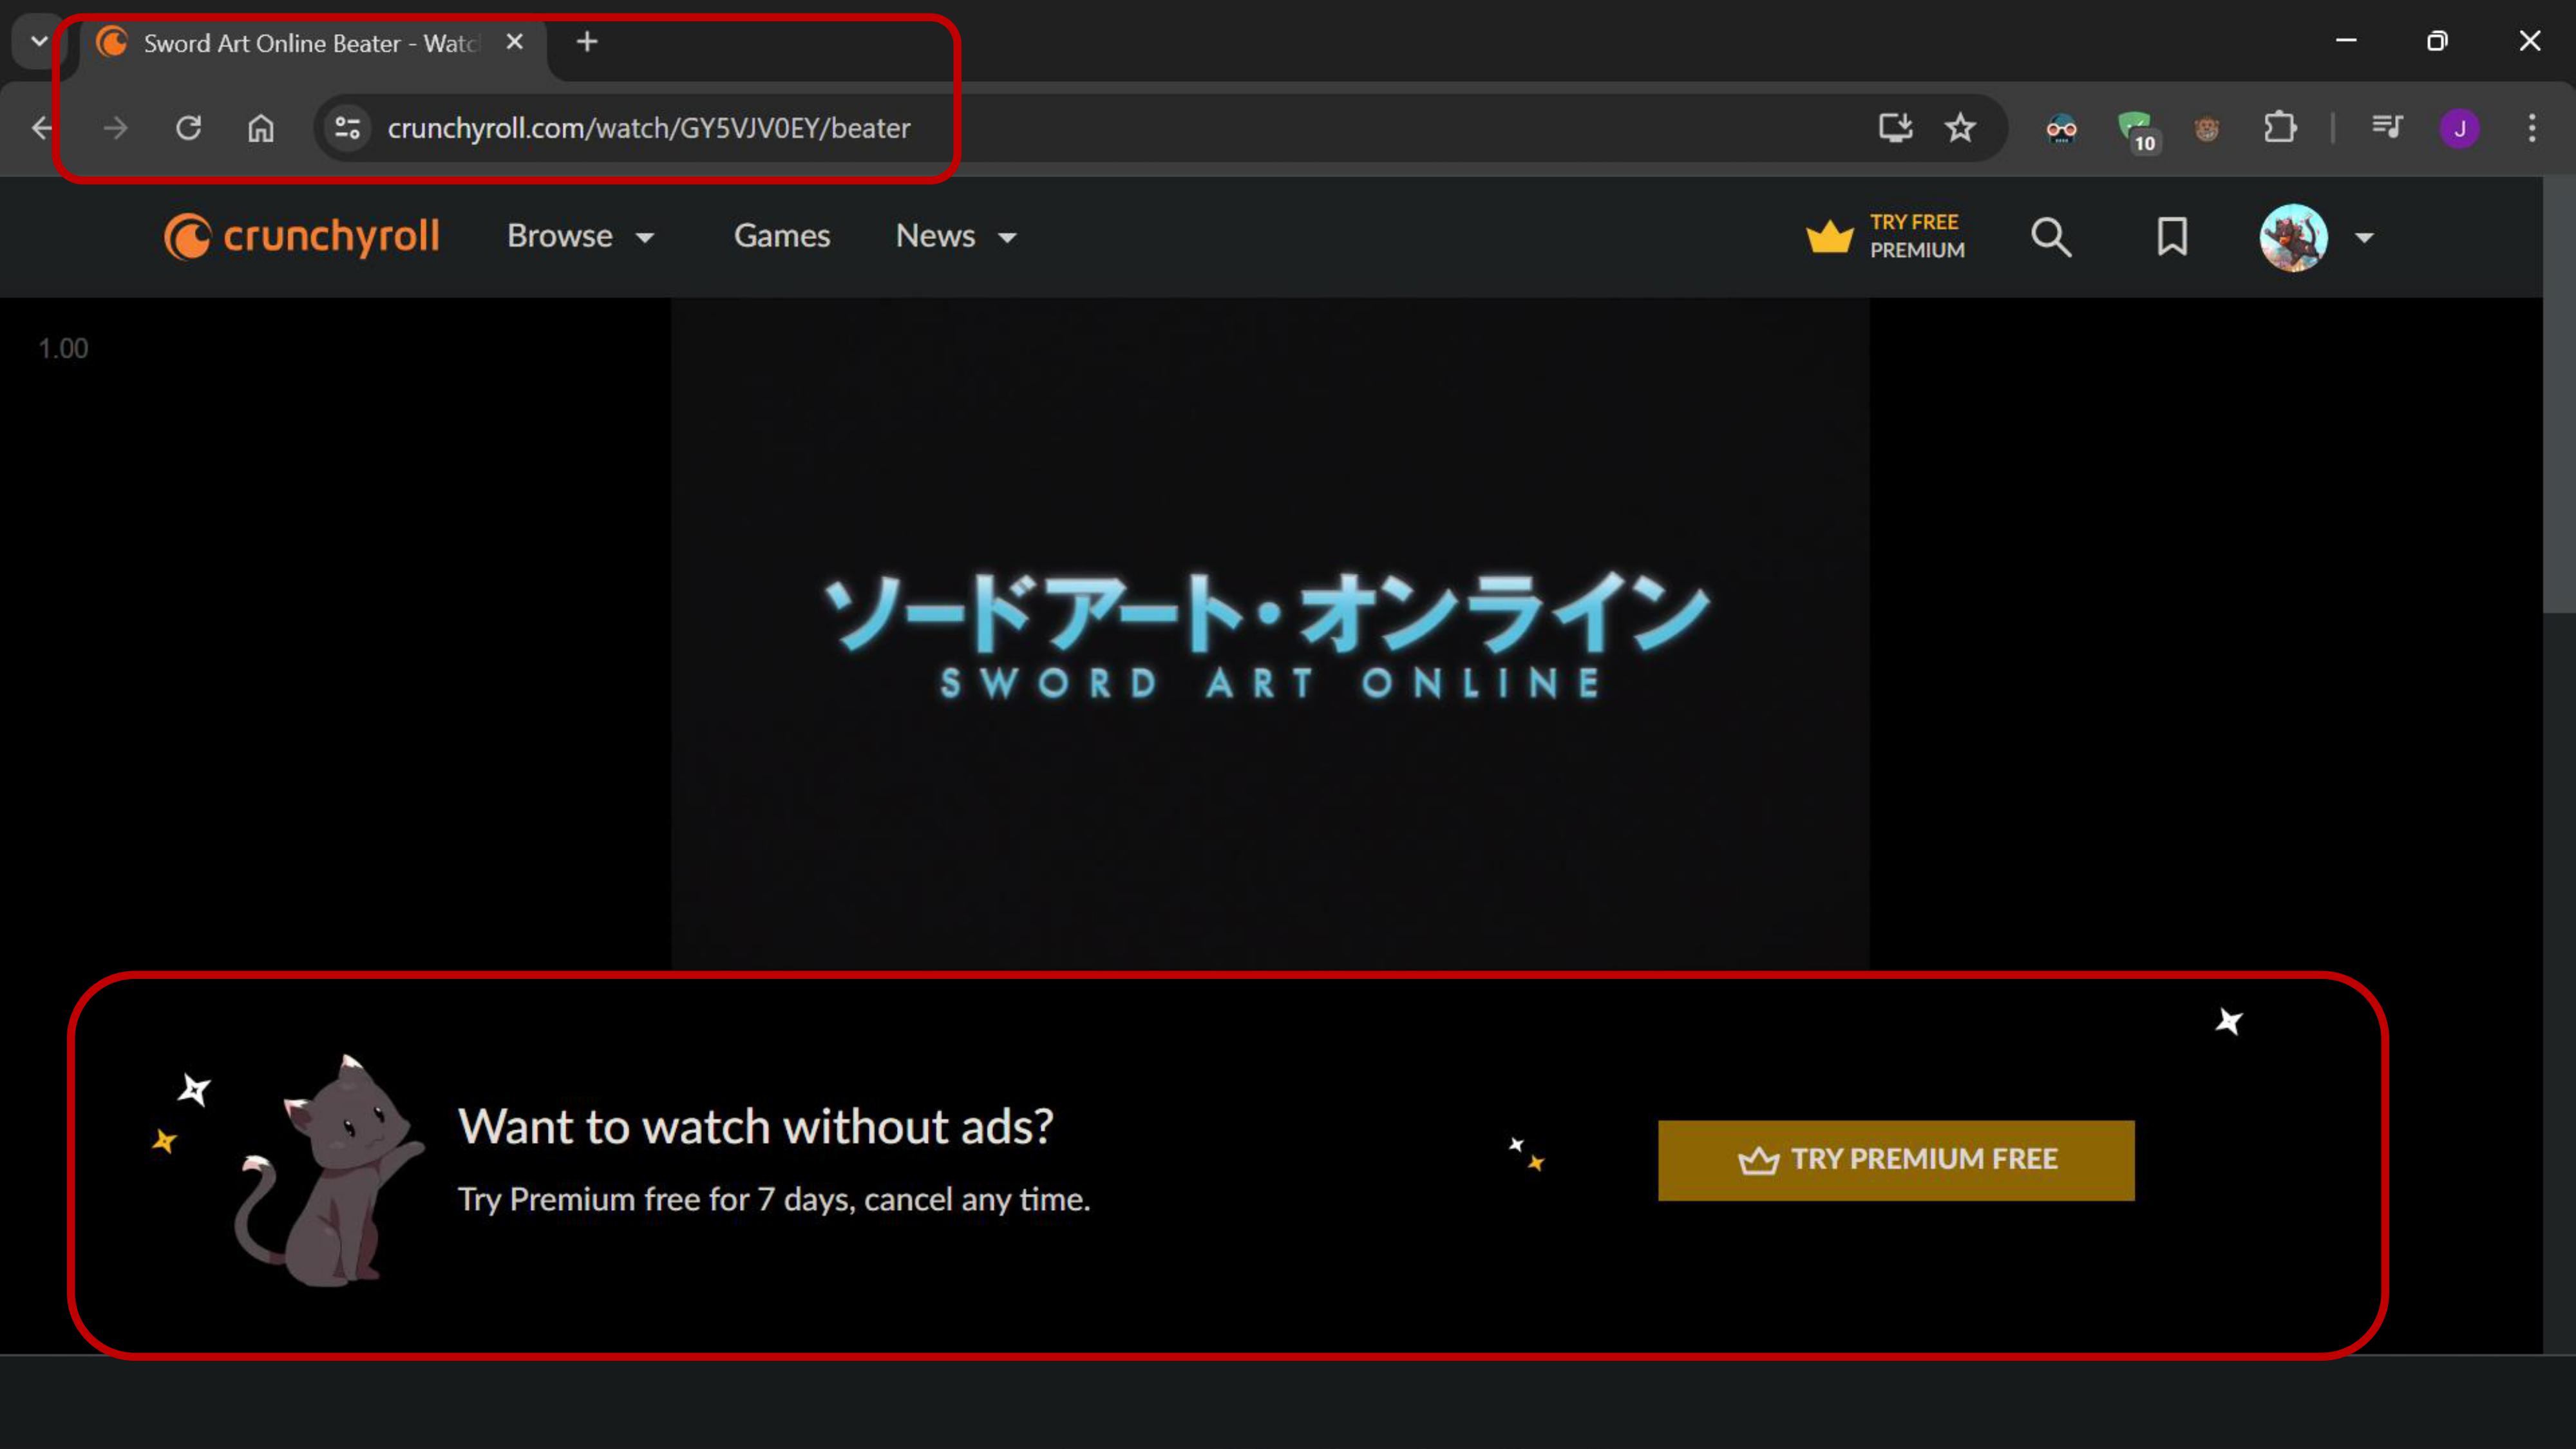 Sword Art Online Beater - Watc
crunchyroll.com/watch/GY5VJV0EY/beater
10
J
crunchyroll
Browse
Games
News
TRY FREE
PREMIUM
1.00
ソードアート・オンライン
SWORD ART ONLINE
Want to watch without ads?
Try Premium free for 7 days, cancel any time.
TRY PREMIUM FREE